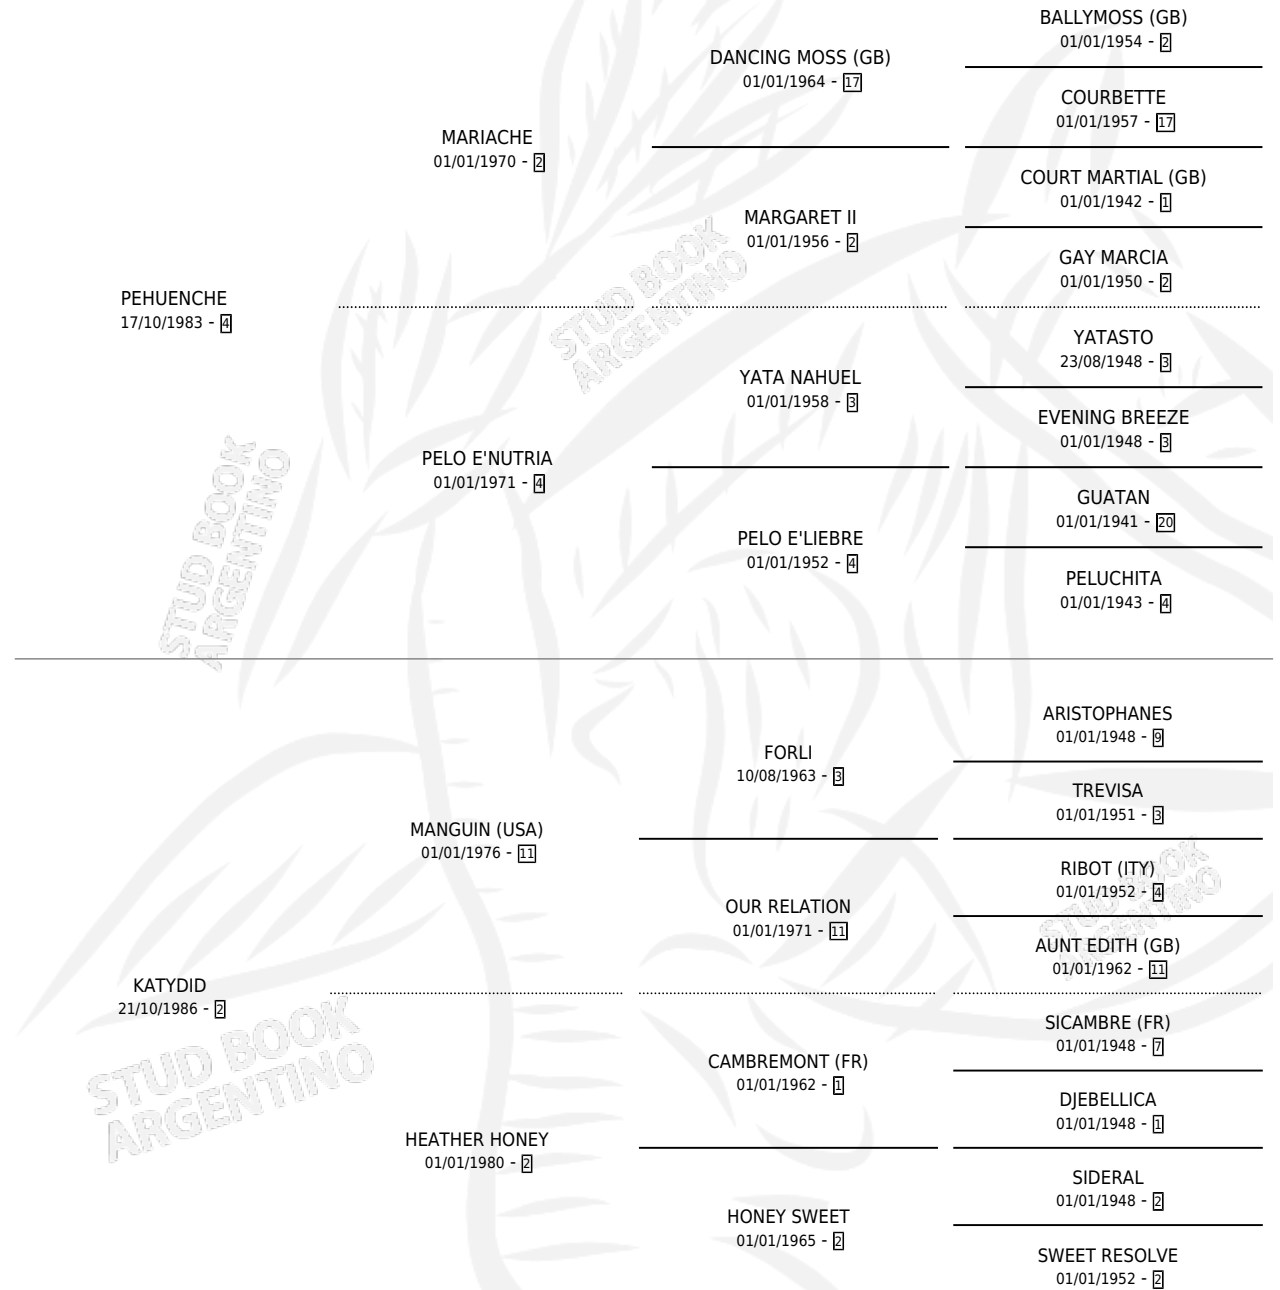 BALLYMOSS (GB)
01/01/1954 - 2
DANCING MOSS (GB)
01/01/1964 - 17
COURBETTE
01/01/1957 - 17
MARIACHE
01/01/1970 - 2
COURT MARTIAL (GB)
01/01/1942 - 1
MARGARET II
01/01/1956 - 2
GAY MARCIA
01/01/1950 - 2
PEHUENCHE
17/10/1983 - 4
YATASTO
23/08/1948 - 3
YATA NAHUEL
01/01/1958 - 3
EVENING BREEZE
01/01/1948 - 3
PELO E'NUTRIA
01/01/1971 - 4
GUATAN
01/01/1941 - 20
PELO E'LIEBRE
01/01/1952 - 4
PELUCHITA
01/01/1943 - 4
STUD BOOK
ARGENTINO
STUD BOOK
ARGENTINO
ARISTOPHANES
01/01/1948 - 9
FORLI
10/08/1963 - 3
TREVISA
01/01/1951 - 3
MANGUIN (USA)
01/01/1976 - 11
RIBOT (ITY)
01/01/1952 - 4
OUR RELATION
01/01/1971 - 11
AUNT EDITH (GB)
01/01/1962 - 11
KATYDID
21/10/1986 - 2
SICAMBRE (FR)
01/01/1948 - 7
CAMBREMONT (FR)
01/01/1962 - 1
DJEBELLICA
01/01/1948 - 1
HEATHER HONEY
01/01/1980 - 2
SIDERAL
01/01/1948 - 2
HONEY SWEET
01/01/1965 - 2
SWEET RESOLVE
01/01/1952 - 2
STUD BOOK
ARGENTINO
STUD BOOK
ARGENTINO